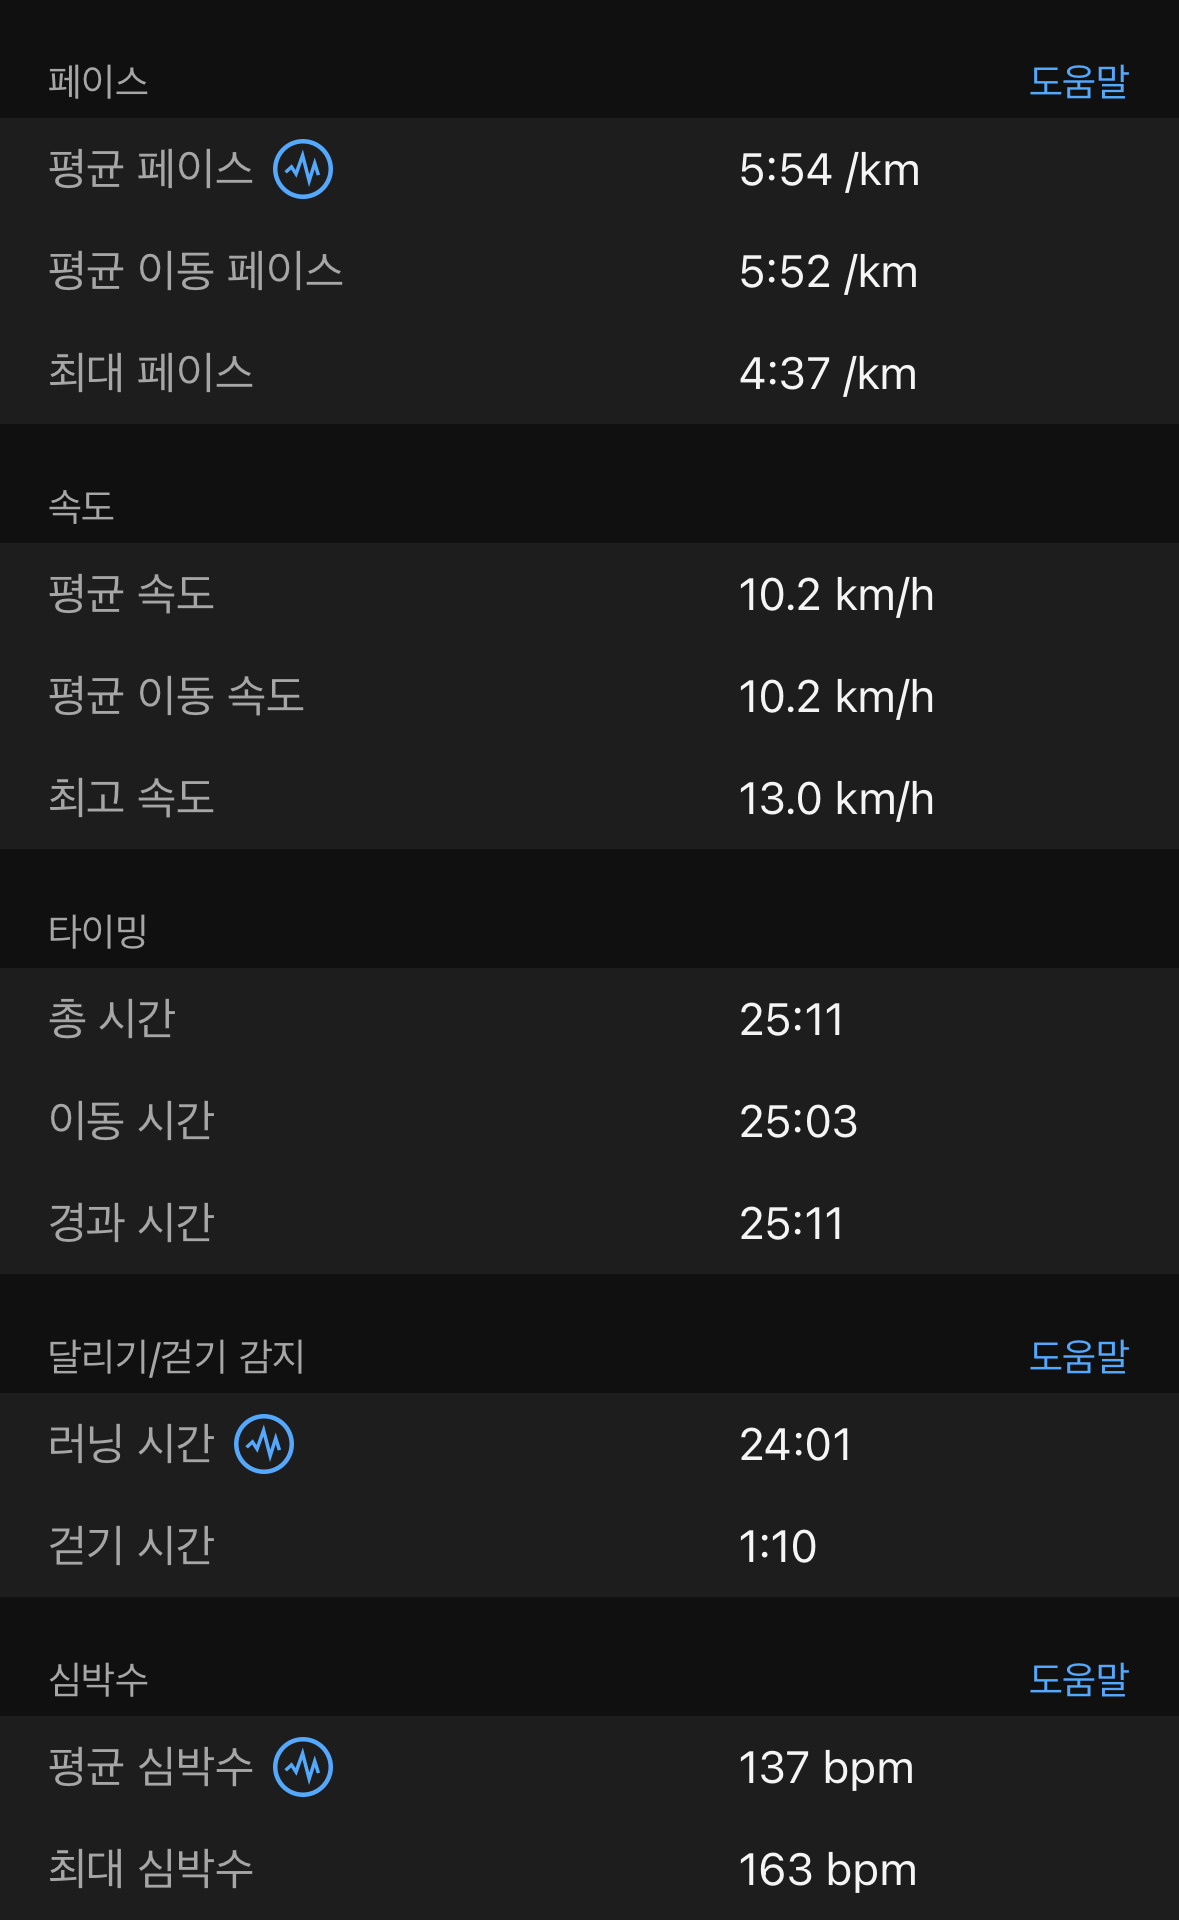 페이스 도움말
평균 페이스 5:54 /km
평균 이동 페이스 5:52 /km
최대 페이스 4:37 /km
속도
평균 속도 10.2 km/h
평균 이동 속도 10.2 km/h
최고 속도 13.0 km/h
타이밍
총 시간 25:11
이동 시간 25:03
경과 시간 25:11
달리기/걷기 감지 도움말
러닝 시간 24:01
걷기 시간 1:10
심박수 도움말
평균 심박수 137 bpm
최대 심박수 163 bpm